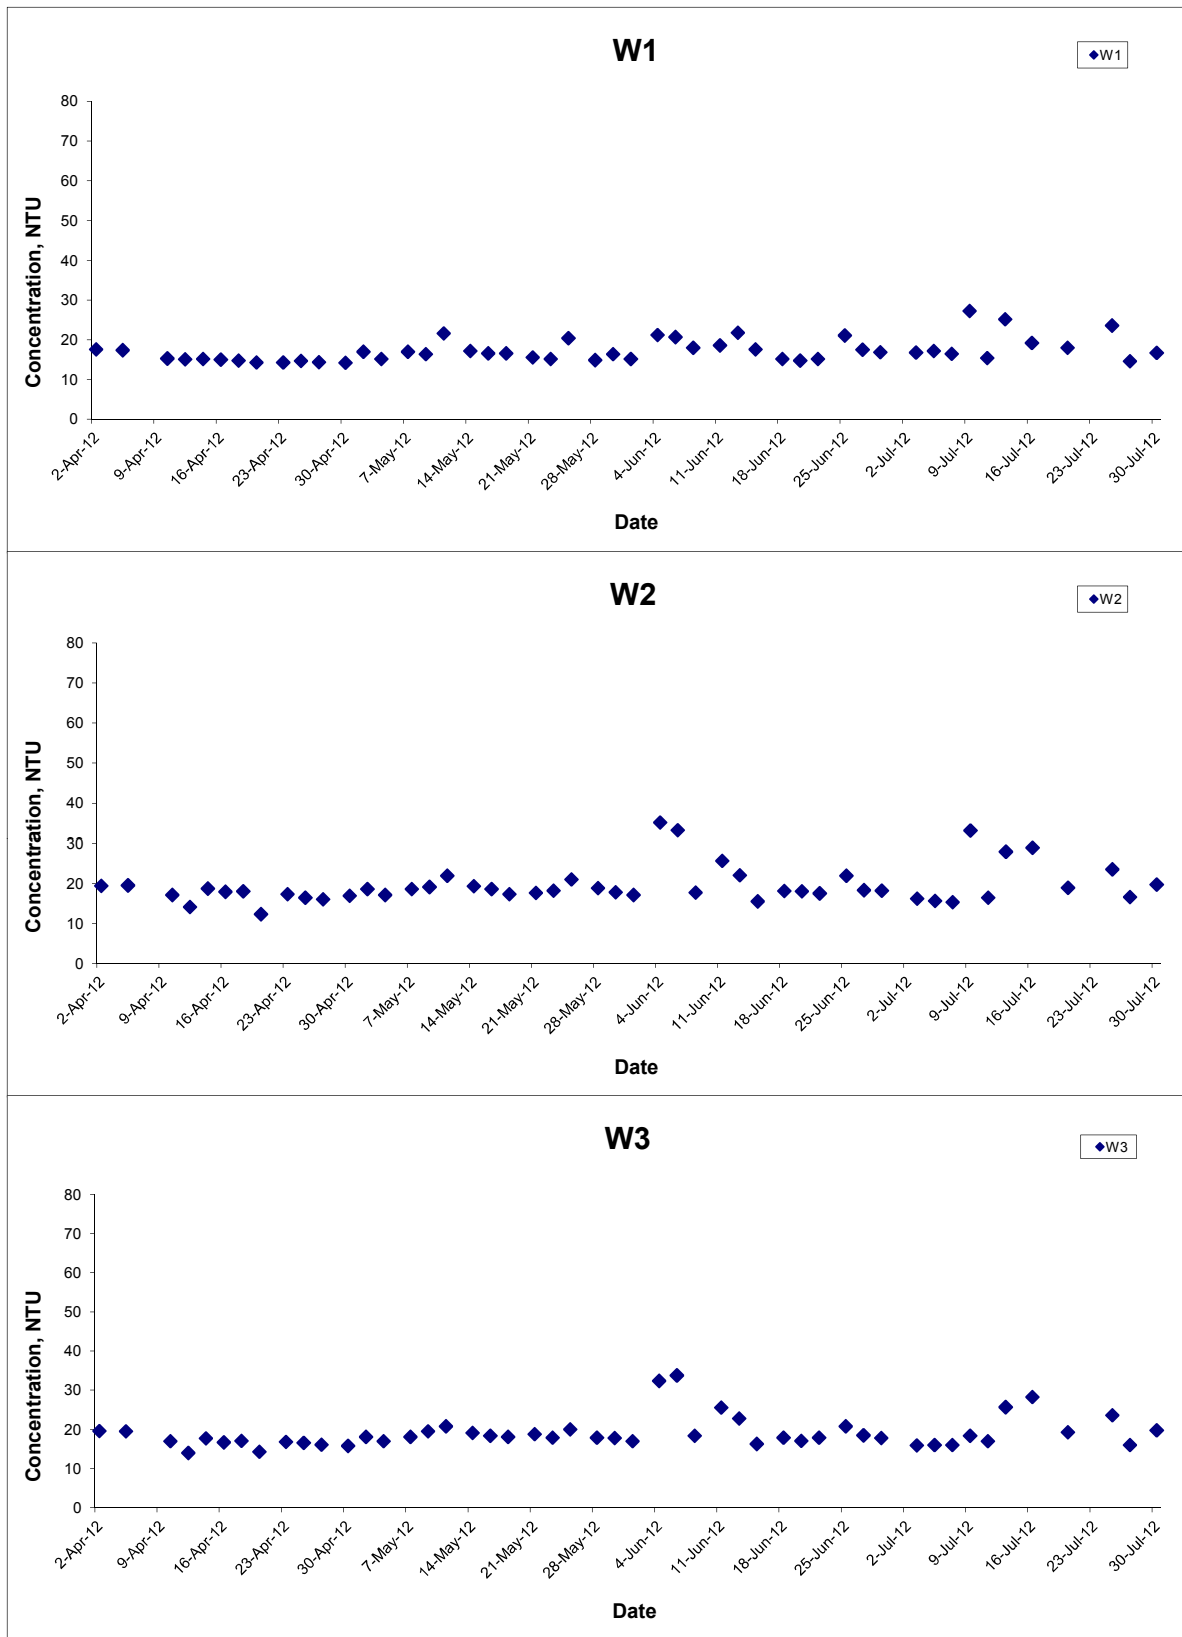 W1
W1
80
70
60
50
40
30
20
10
0
Concentration, NTU
2-Apr-12
9-Apr-12
16-Apr-12
23-Apr-12
30-Apr-12
7-May-12
14-May-12
21-May-12
28-May-12
4-Jun-12
11-Jun-12
18-Jun-12
25-Jun-12
2-Jul-12
9-Jul-12
16-Jul-12
23-Jul-12
30-Jul-12
Date
W2
W2
80
70
60
50
40
30
20
10
0
Concentration, NTU
2-Apr-12
9-Apr-12
16-Apr-12
23-Apr-12
30-Apr-12
7-May-12
14-May-12
21-May-12
28-May-12
4-Jun-12
11-Jun-12
18-Jun-12
25-Jun-12
2-Jul-12
9-Jul-12
16-Jul-12
23-Jul-12
30-Jul-12
Date
W3
W3
80
70
60
50
40
30
20
10
0
Concentration, NTU
2-Apr-12
9-Apr-12
16-Apr-12
23-Apr-12
30-Apr-12
7-May-12
14-May-12
21-May-12
28-May-12
4-Jun-12
11-Jun-12
18-Jun-12
25-Jun-12
2-Jul-12
9-Jul-12
16-Jul-12
23-Jul-12
30-Jul-12
Date